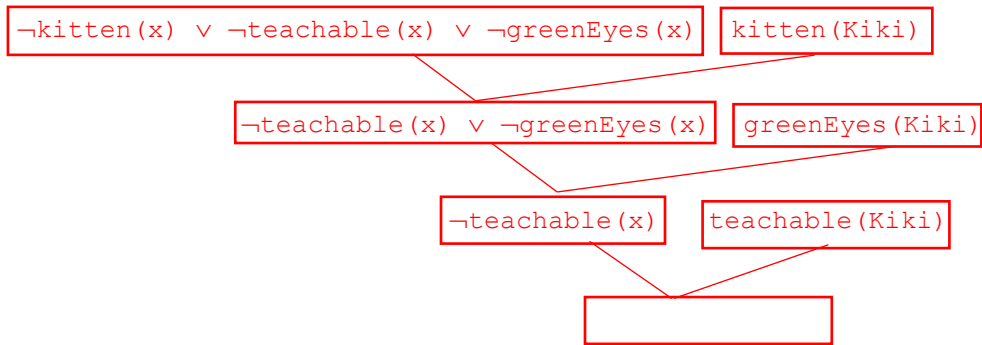 ¬kitten(x) ∨ ¬teachable(x) ∨ ¬greenEyes(x) kitten(Kiki)
¬teachable(x) ∨ ¬greenEyes(x) greenEyes(Kiki)
¬teachable(x) teachable(Kiki)